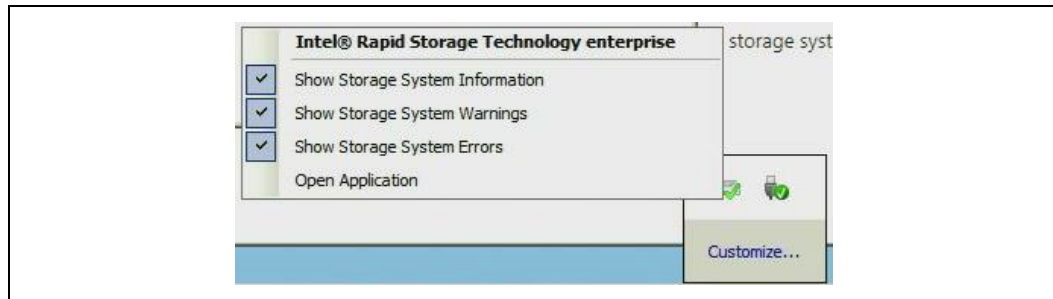 Intel® Rapid Storage Technology enterprise
storage syst
Show Storage System Information
Show Storage System Warnings
Show Storage System Errors
Open Application
Customize...